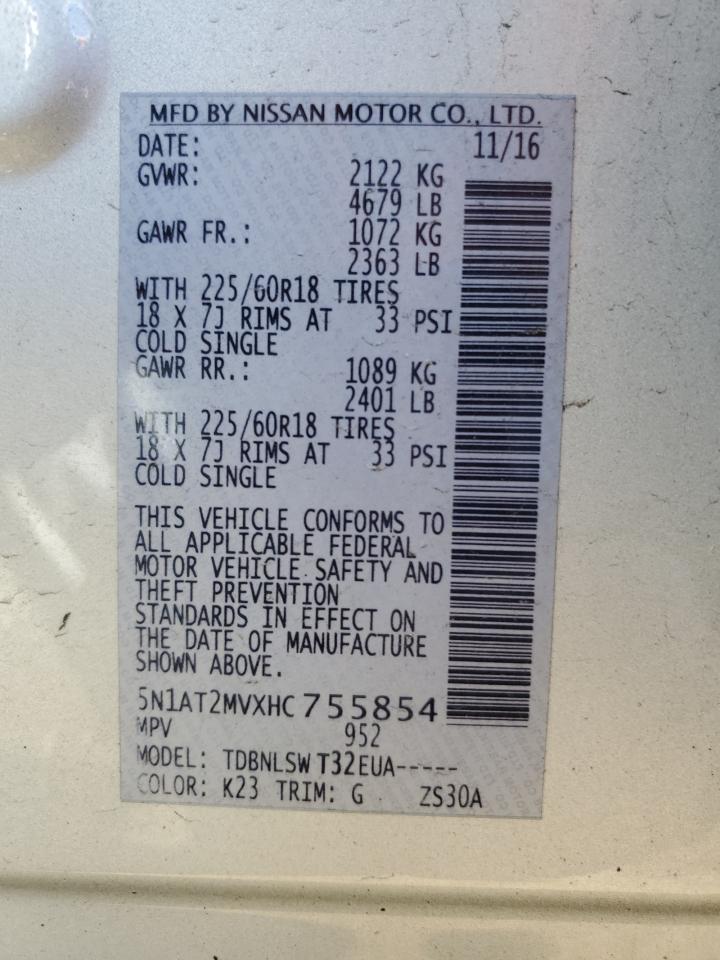 MFD BY NISSAN MOTOR CO., LTD.
DATE: 11/16
GVWR: 2122 KG
4679 LB
GAWR FR.: 1072 KG
2363 LB
WITH 225/60R18 TIRES
18 X 7J RIMS AT 33 PSI
COLD SINGLE
GAWR RR.: 1089 KG
2401 LB
WITH 225/60R18 TIRES
18 X 7J RIMS AT 33 PSI
COLD SINGLE
THIS VEHICLE CONFORMS TO
ALL APPLICABLE FEDERAL
MOTOR VEHICLE SAFETY AND
THEFT PREVENTION
STANDARDS IN EFFECT ON
THE DATE OF MANUFACTURE
SHOWN ABOVE.
5N1AT2MVXHC755854
MPV 952
MODEL: TDBNLSW T32EUA-----
COLOR: K23 TRIM: G ZS30A